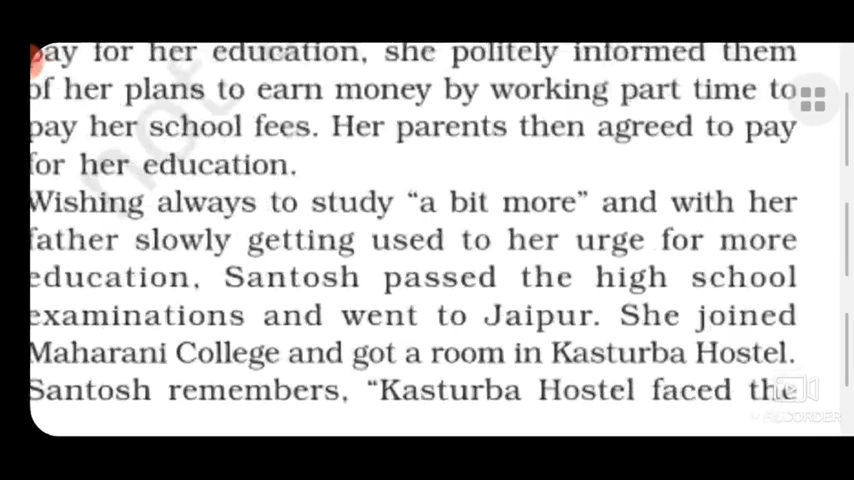 pay for her education, she politely informed them
of her plans to earn money by working part time to
pay her school fees. Her parents then agreed to pay
for her education.
Wishing always to study “a bit more” and with her
father slowly getting used to her urge for more
education, Santosh passed the high school
examinations and went to Jaipur. She joined
Maharani College and got a room in Kasturba Hostel.
Santosh remembers, “Kasturba Hostel faced the
not
RECORDER